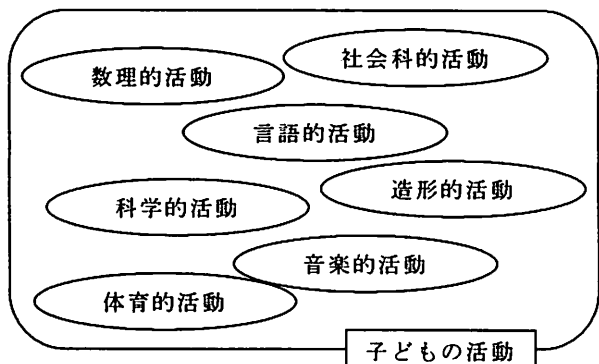 社会科的活動
数理的活動
言語的活動
造形的活動
科学的活動
音楽的活動
体育的活動
子どもの活動